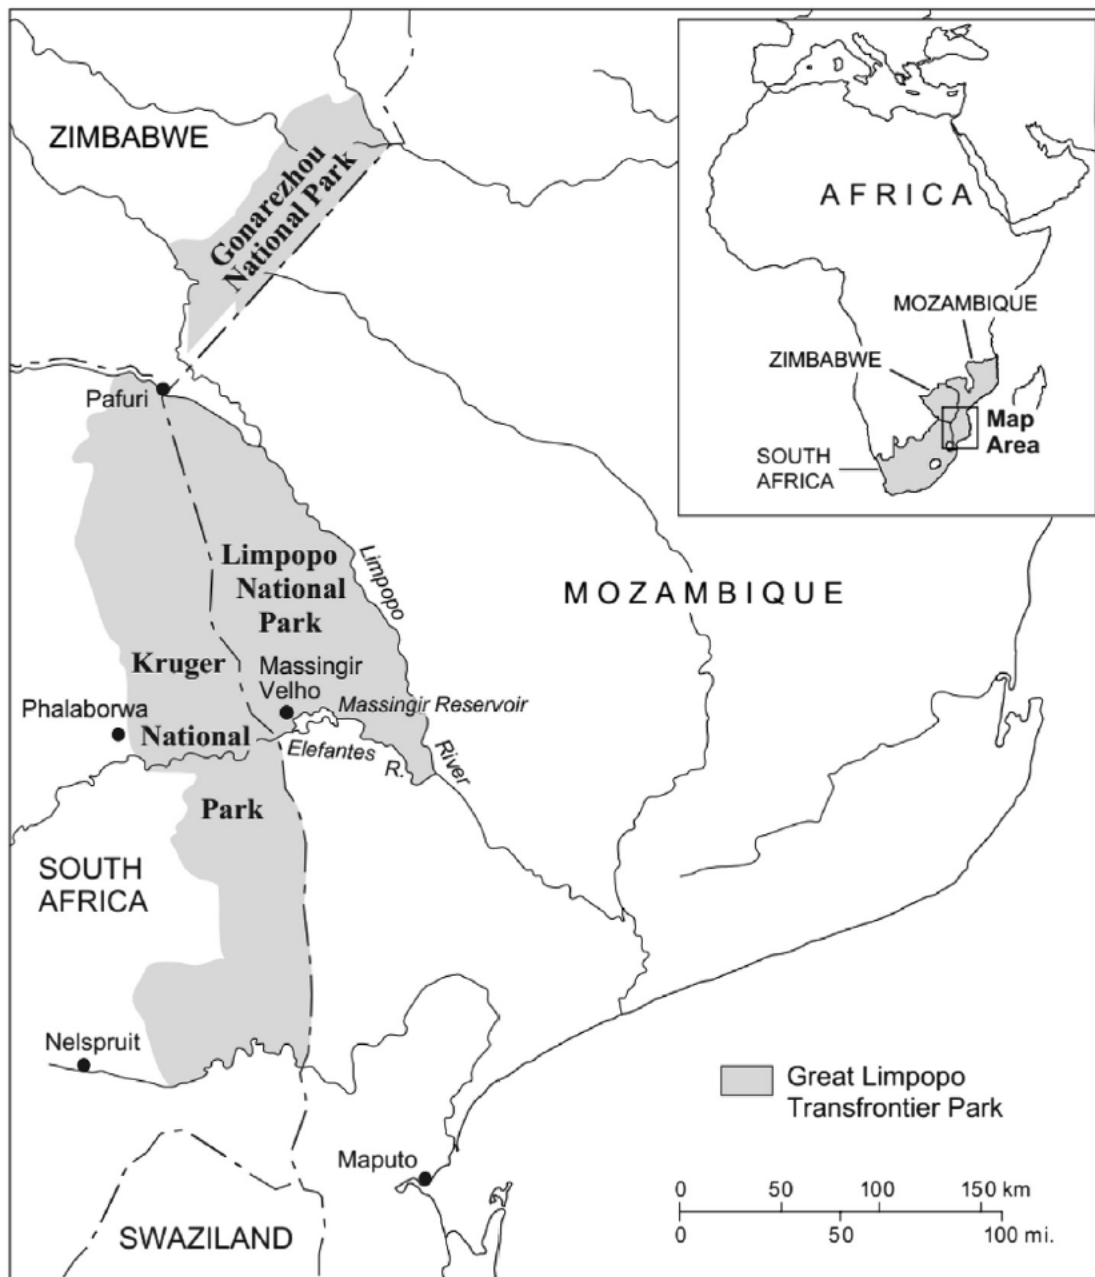 ZIMBABWE
Gonarezhou
National Park
Pafuri
Limpopo
National
Park
Limpopo
River
Kruger
National
Park
Massingir
Velho
Massingir Reservoir
Elefantes
R.
Phalaborwa
MOZAMBIQUE
SOUTH
AFRICA
Nelspruit
Maputo
SWAZILAND
AFRICA
MOZAMBIQUE
ZIMBABWE
Map
Area
SOUTH
AFRICA
Great Limpopo
Transfrontier Park
0 50 100 150 km
0 50 100 mi.